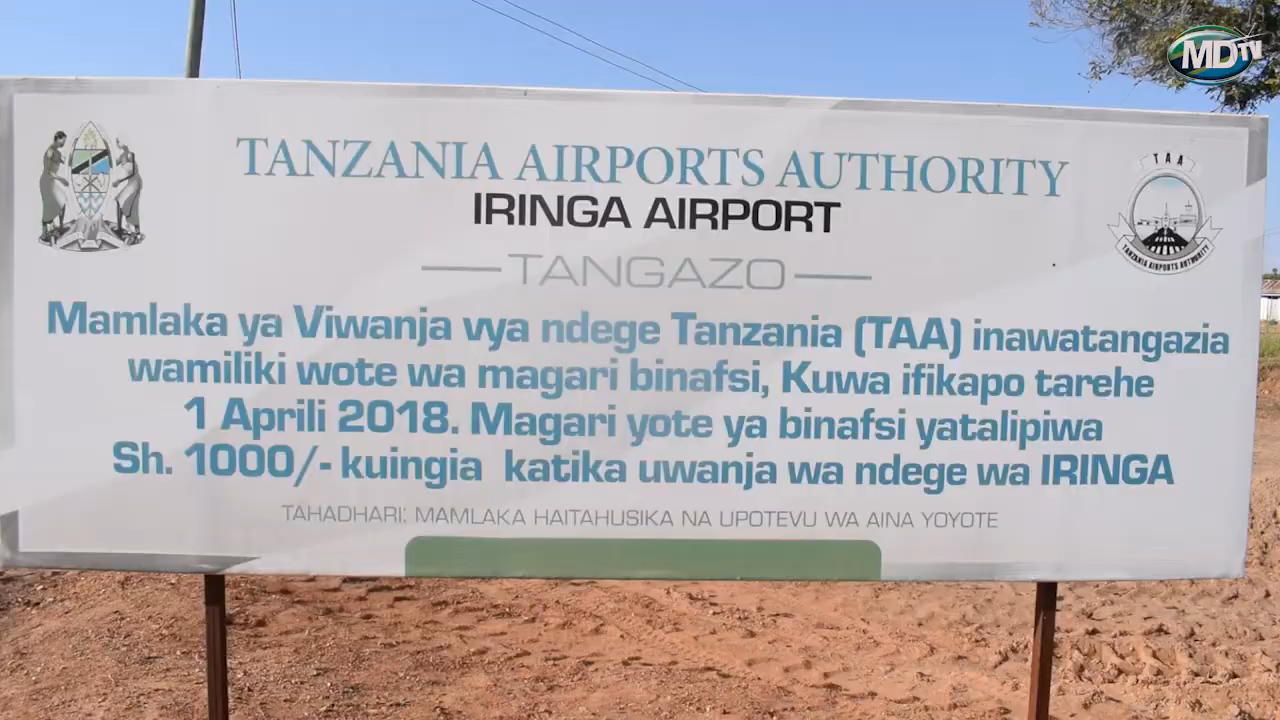 MDTV
TANZANIA AIRPORTS AUTHORITY
IRINGA AIRPORT
TAA
TANZANIA AIRPORTS AUTHORITY
TANGAZO
Mamlaka ya Viwanja vya ndege Tanzania (TAA) inawatangazia
wamiliki wote wa magari binafsi, Kuwa ifikapo tarehe
1 Aprili 2018. Magari yote ya binafsi yatalipiwa
Sh. 1000/- kuingia katika uwanja wa ndege wa IRINGA
TAHADHARI: MAMLAKA HAITAHUSIKA NA UPOTEVU WA AINA YOYOTE